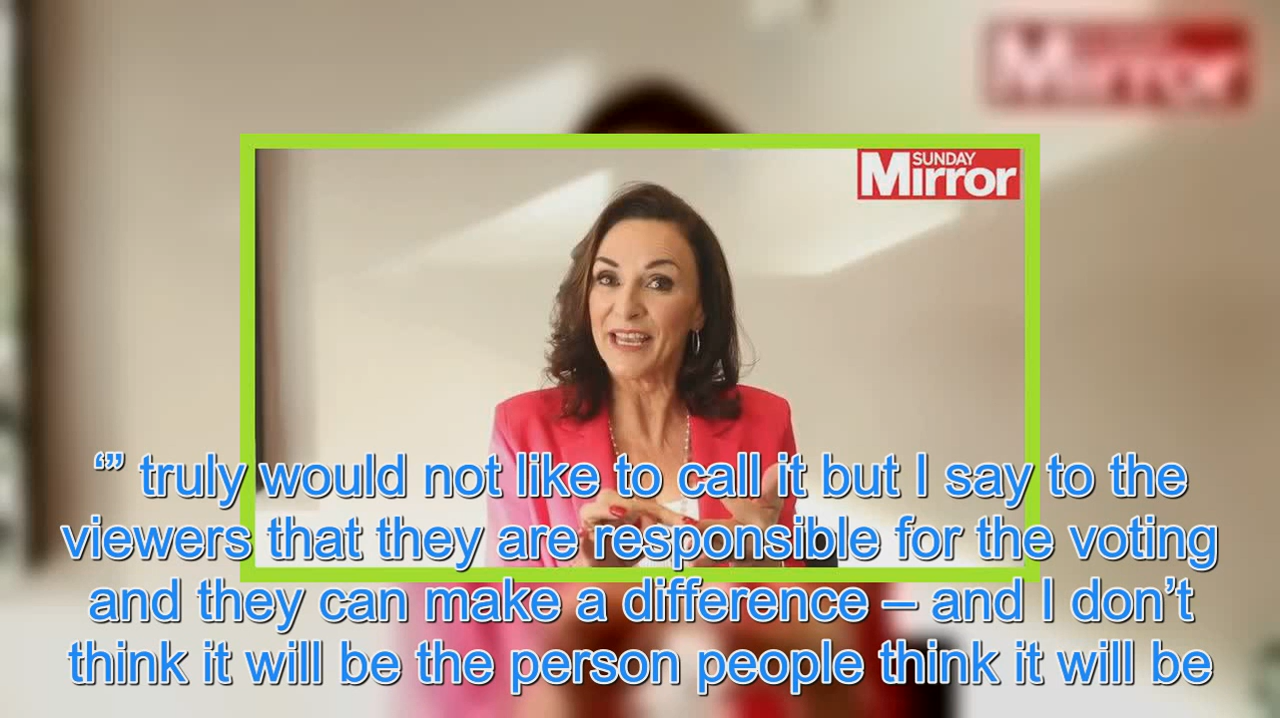 Mirror
SUNDAY
Mirror
‘” truly would not like to call it but I say to the
viewers that they are responsible for the voting
and they can make a difference – and I don’t
think it will be the person people think it will be